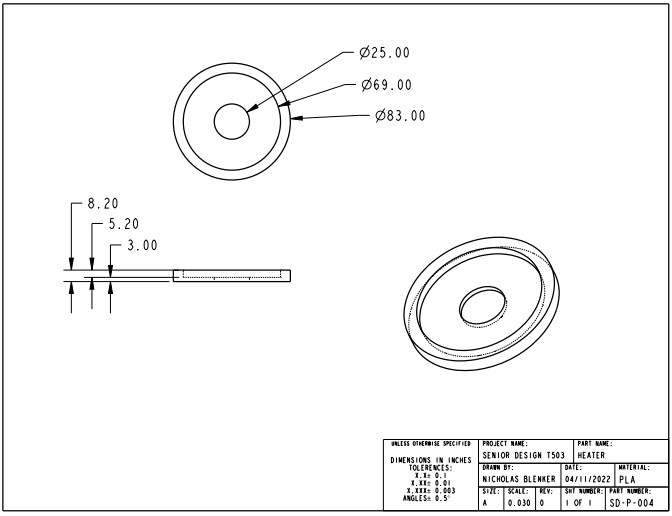 Ø25.00
Ø69.00
Ø83.00
8.20
5.20
3.00
UNLESS OTHERWISE SPECIFIED
DIMENSIONS IN INCHES
TOLERENCES:
X.X± 0.1
X.XX± 0.01
X.XXX± 0.003
ANGLES± 0.5°
PROJECT NAME:
SENIOR DESIGN T503
PART NAME:
HEATER
DRAWN BY:
NICHOLAS BLENKER
DATE:
04/11/2022
MATERIAL:
PLA
SIZE:
A
SCALE:
0.030
REV:
0
SHT NUMBER:
1 OF 1
PART NUMBER:
SD-P-004